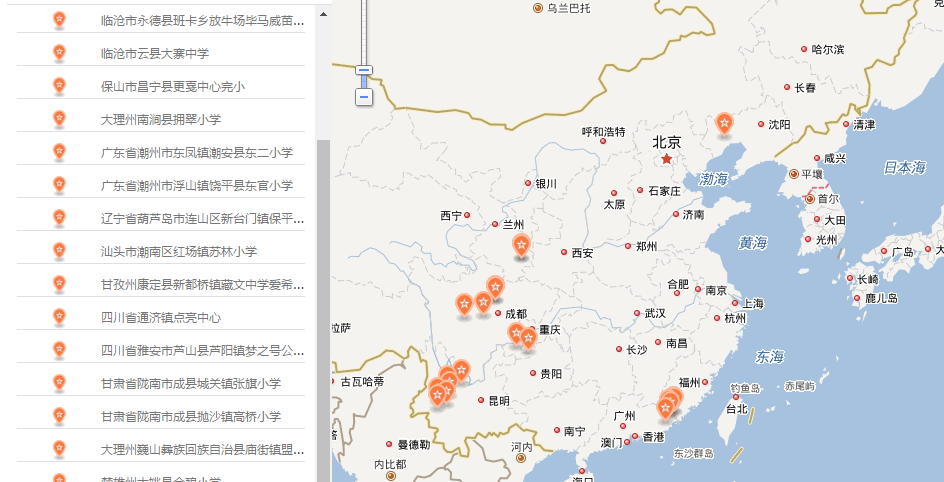 临沧市永德县班卡乡放牛场毕马威苗...
临沧市云县大寨中学
保山市昌宁县更戛中心完小
大理州南涧县拥翠小学
广东省潮州市东凤镇潮安县东二小学
广东省潮州市浮山镇饶平县东官小学
辽宁省葫芦岛市连山区新台门镇保平...
汕头市潮南区红场镇苏林小学
甘孜州康定县新都桥镇藏文中学爱希...
四川省通济镇点亮中心
四川省雅安市芦山县芦阳镇梦之号公...
甘肃省陇南市成县城关镇张旗小学
甘肃省陇南市成县抛沙镇高桥小学
大理州巍山彝族回族自治县庙街镇盟...
乌兰巴托
哈尔滨
长春
沈阳
清津
呼和浩特
北京
咸兴
平壤
日本海
渤海
首尔
银川
石家庄
太原
西宁
兰州
济南
大田
光州
黄海
西安
郑州
广岛
大
长崎
鹿儿岛
合肥
南京
上海
成都
武汉
杭州
拉萨
重庆
南昌
长沙
东海
古瓦哈蒂
贵阳
福州
钓鱼岛
赤尾屿
昆明
台北
广州
南宁
香港
澳门
曼德勒
河内
东沙群岛
内比都
海口